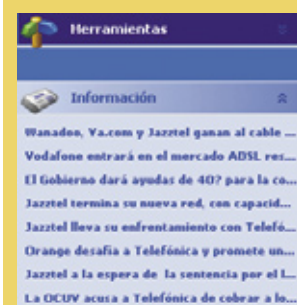 Herramientas
Información
Wanadoo, Ya.com y Jazztel ganan al cable ...
Vodafone entrará en el mercado ADSL res...
El Gobierno dará ayudas de 40? para la co...
Jazztel termina su nueva red, con capacid...
Jazztel lleva su enfrentamiento con Telefó...
Orange desafía a Telefónica y promete un...
Jazztel a la espera de la sentencia por el l...
La OCUV acusa a Telefónica de cobrar a lo...